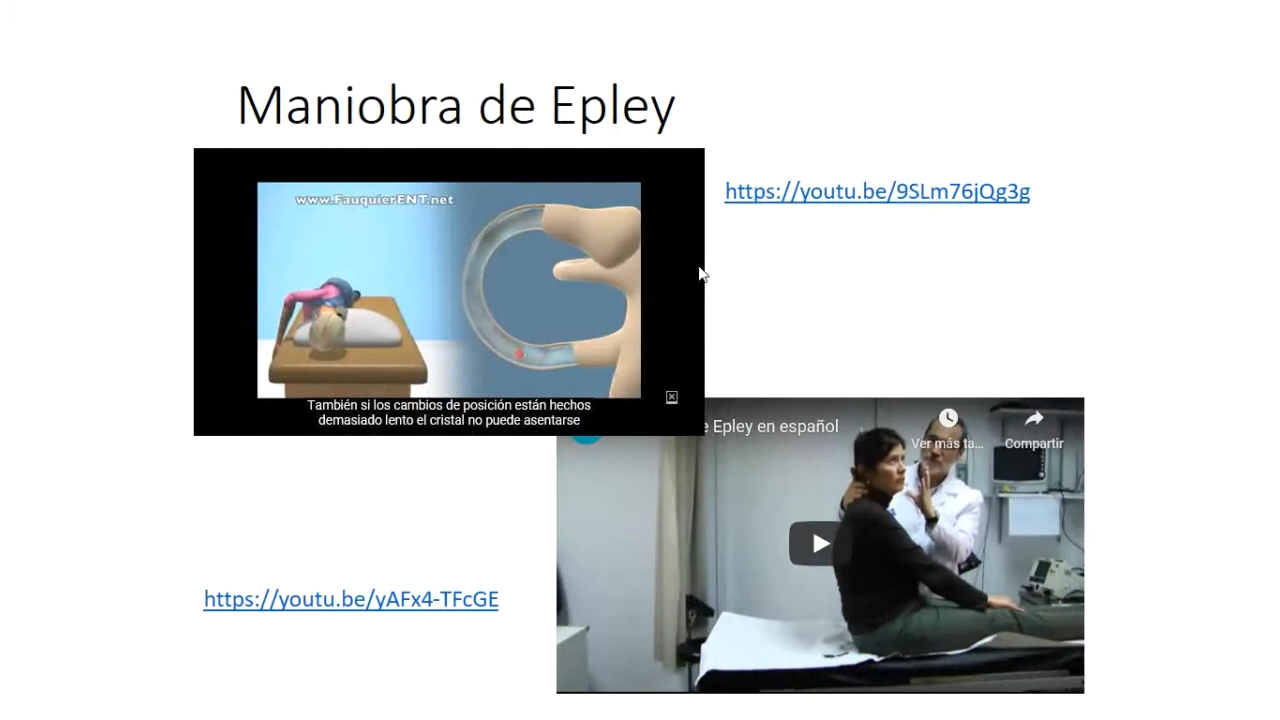 Maniobra de Epley
www.FauquierENT.net
https://youtu.be/9SLm76jQg3g
También si los cambios de posición están hechos
demasiado lento el cristal no puede asentarse
e Epley en español
Ver más ta...
Compartir
https://youtu.be/yAFx4-TFcGE